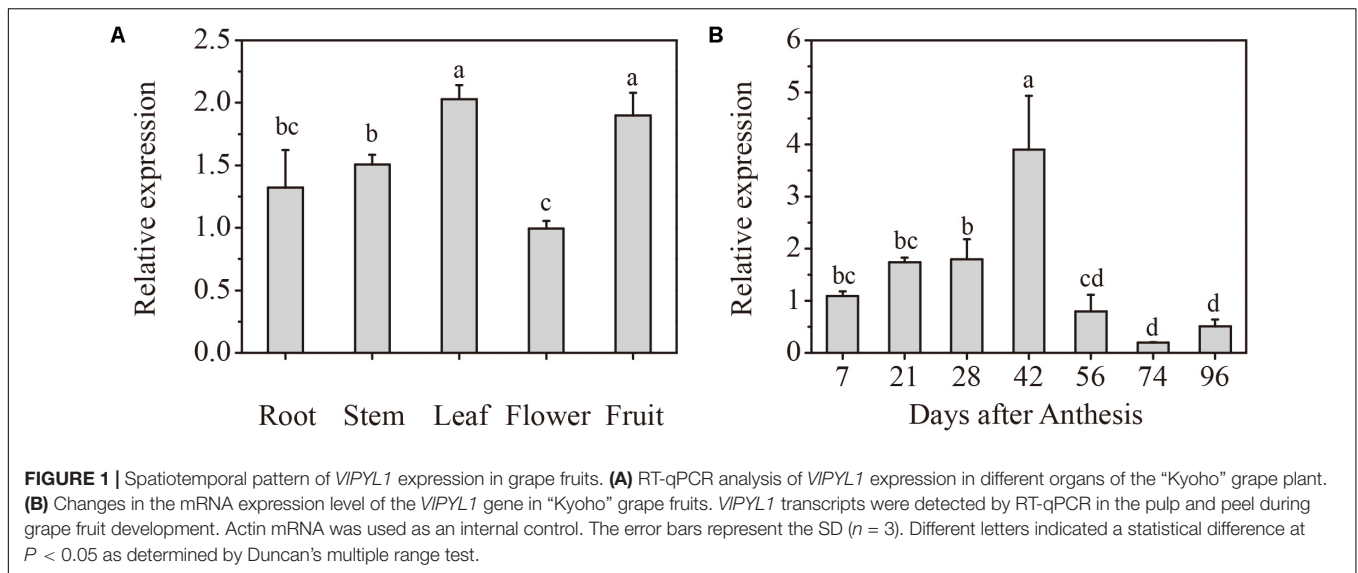 A
B
2.5
2.0
1.5
1.0
0.5
0.0
Relative expression
bc
b
a
c
a
Root Stem Leaf Flower Fruit
6
5
4
3
2
1
0
Relative expression
bc
bc
b
a
cd
d
d
7 21 28 42 56 74 96
Days after Anthesis
FIGURE 1 | Spatiotemporal pattern of VlPYL1 expression in grape fruits. (A) RT-qPCR analysis of VlPYL1 expression in different organs of the “Kyoho” grape plant.
(B) Changes in the mRNA expression level of the VlPYL1 gene in “Kyoho” grape fruits. VlPYL1 transcripts were detected by RT-qPCR in the pulp and peel during
grape fruit development. Actin mRNA was used as an internal control. The error bars represent the SD (n = 3). Different letters indicated a statistical difference at
P < 0.05 as determined by Duncan’s multiple range test.